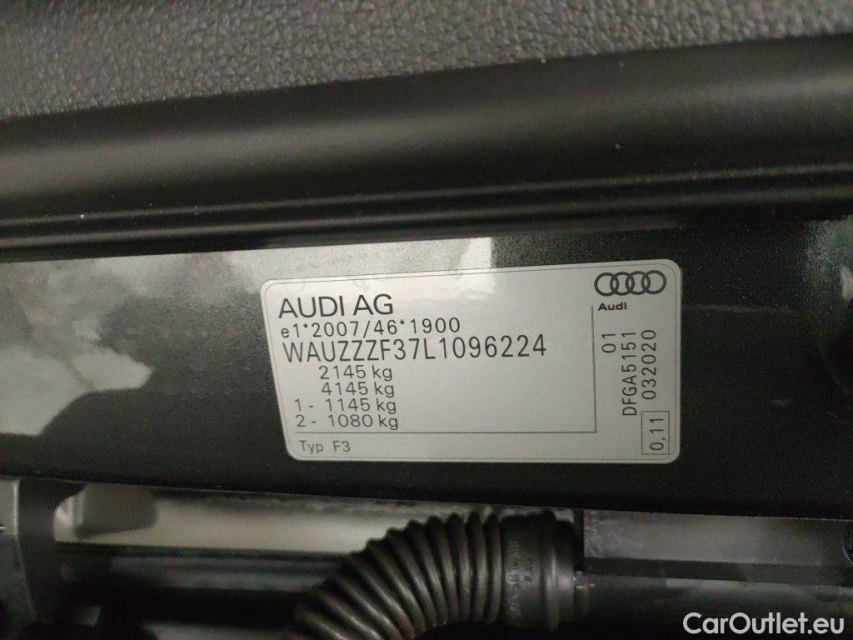 AUDI AG
e1*2007/46*1900
WAUZZZF37L1096224
2145 kg
4145 kg
1 - 1145 kg
2 - 1080 kg
Typ F3
Audi
01
DFGA5151
032020
0,11
CarOutlet.eu